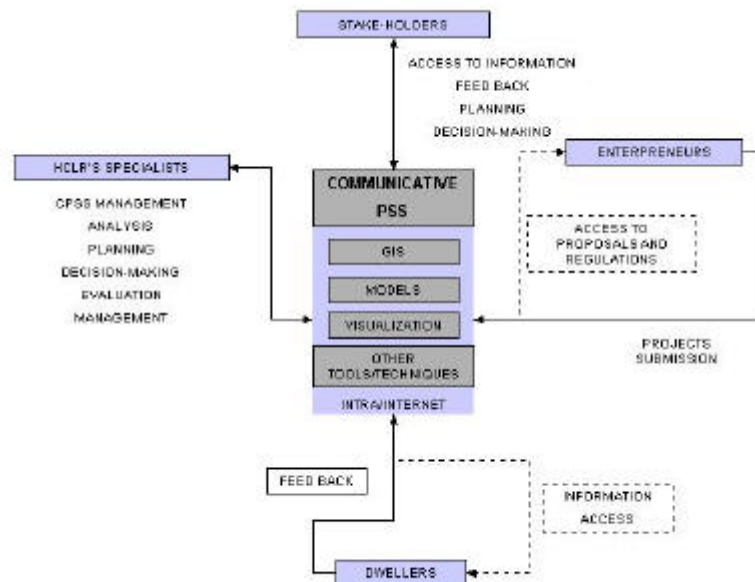 STAKE-HOLDERS
ACCESS TO INFORMATION
FEED BACK
PLANNING
DECISION-MAKING
ENTERPRENEURS
HCLR'S SPECIALISTS
CPSS MANAGEMENT
ANALYSIS
PLANNING
DECISION-MAKING
EVALUATION
MANAGEMENT
COMMUNICATIVE
PSS
GIS
MODELS
VISUALIZATION
OTHER
TOOLS/TECHNIQUES
INTRA/INTERNET
ACCESS TO
PROPOSALS AND
REGULATIONS
PROJECTS
SUBMISSION
FEED BACK
INFORMATION
ACCESS
DWELLERS